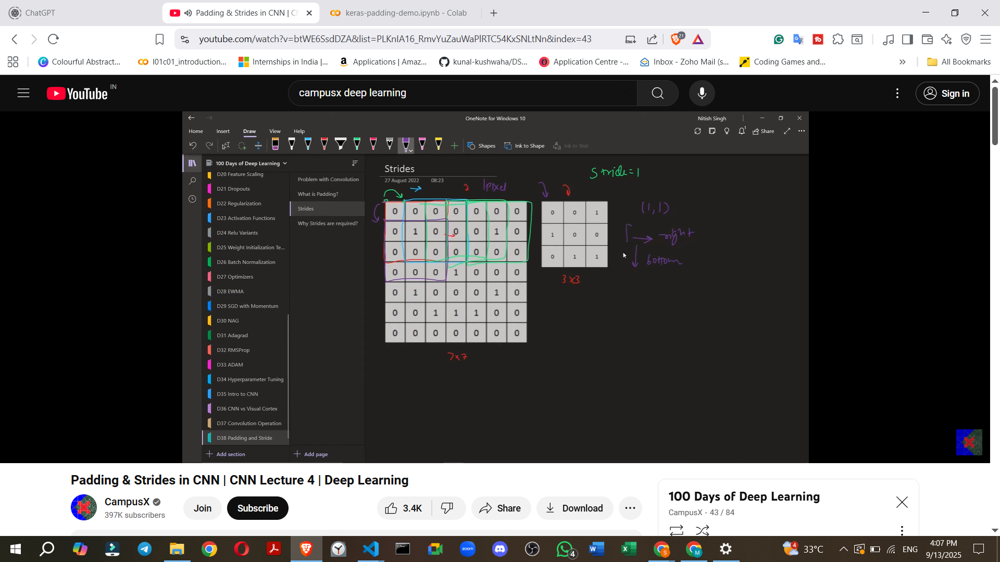 ChatGPT
Padding & Strides in CNN | C
keras-padding-demo.ipynb - Colab
youtube.com/watch?v=btWE6SsdDZA&list=PLKnIA16_RmvYuZauWaPlRTC54KxSNLtNn&index=43
21
Colourful Abstract...
l01c01_introduction...
Internships in India |...
Applications | Amaz...
kunal-kushwaha/DS...
Application Centre -...
Inbox - Zoho Mail (s...
Coding Games and...
All Bookmarks
YouTube IN
campusx deep learning
Sign in
OneNote for Windows 10
Nitish Singh
Home Insert Draw View Help
Share
Shapes
Ink to Shape
Ink to Text
100 Days of Deep Learning
D20 Feature Scaling
D21 Dropouts
D22 Regularization
D23 Activation Functions
D24 Relu Variants
D25 Weight Initialization Te...
D26 Batch Normalization
D27 Optimizers
D28 EWMA
D29 SGD with Momentum
D30 NAG
D31 Adagrad
D32 RMSProp
D33 ADAM
D34 Hyperparameter Tuning
D35 Intro to CNN
D36 CNN vs Visual Cortex
D37 Convolution Operation
D38 Padding and Stride
Add section
Problem with Convolution
What is Padding?
Strides
Why Strides are required?
Add page
Strides
27 August 2022 08:23
Stride=1
1pixel
0 0 0 0 0 0 0
0 1 0 0 0 1 0
0 0 0 0 0 0 0
0 0 0 1 0 0 0
0 1 0 0 0 1 0
0 0 1 1 1 0 0
0 0 0 0 0 0 0
7x7
0 0 1
1 0 0
0 1 1
3x3
(1,1)
right
bottom
Padding & Strides in CNN | CNN Lecture 4 | Deep Learning
CampusX
397K subscribers
Join
Subscribe
3.4K
Share
Download
100 Days of Deep Learning
CampusX - 43 / 84
zoom
4
4
33°C
ENG
4:07 PM
9/13/2025